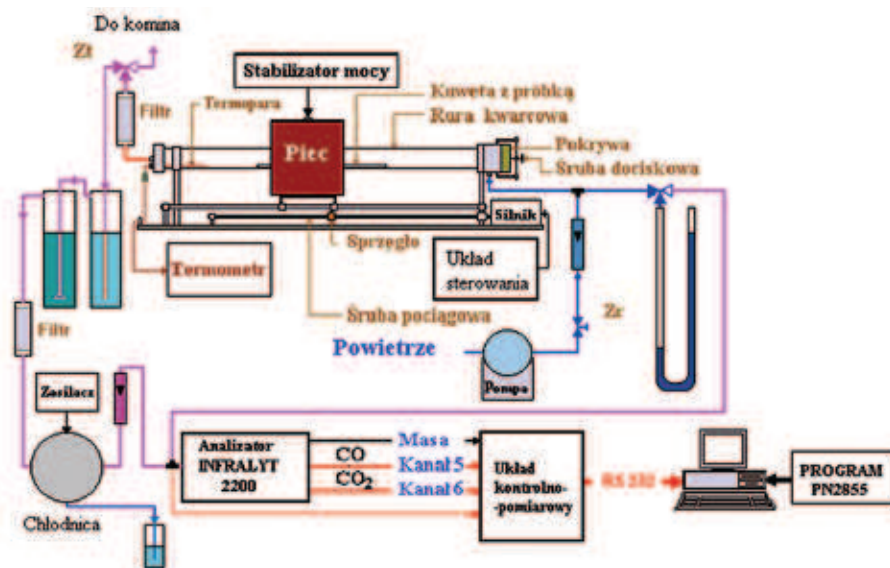 Do komina
Zt
Stabilizator mocy
Kuweta z próbką
Rura kwarcowa
Termopara
Filtr
Piec
Pokrywa
Śruba dociskowa
Silnik
Sprzęgło
Układ
sterowania
Termometr
Śruba pociągowa
Zr
Filtr
Powietrze
Pompa
Zasilacz
Analizator
INFRALYT
2200
CO
CO2
Masa
Kanał 5
Kanał 6
Układ
kontrolno-
-pomiarowy
RS 232
PROGRAM
PN2855
Chłodnica